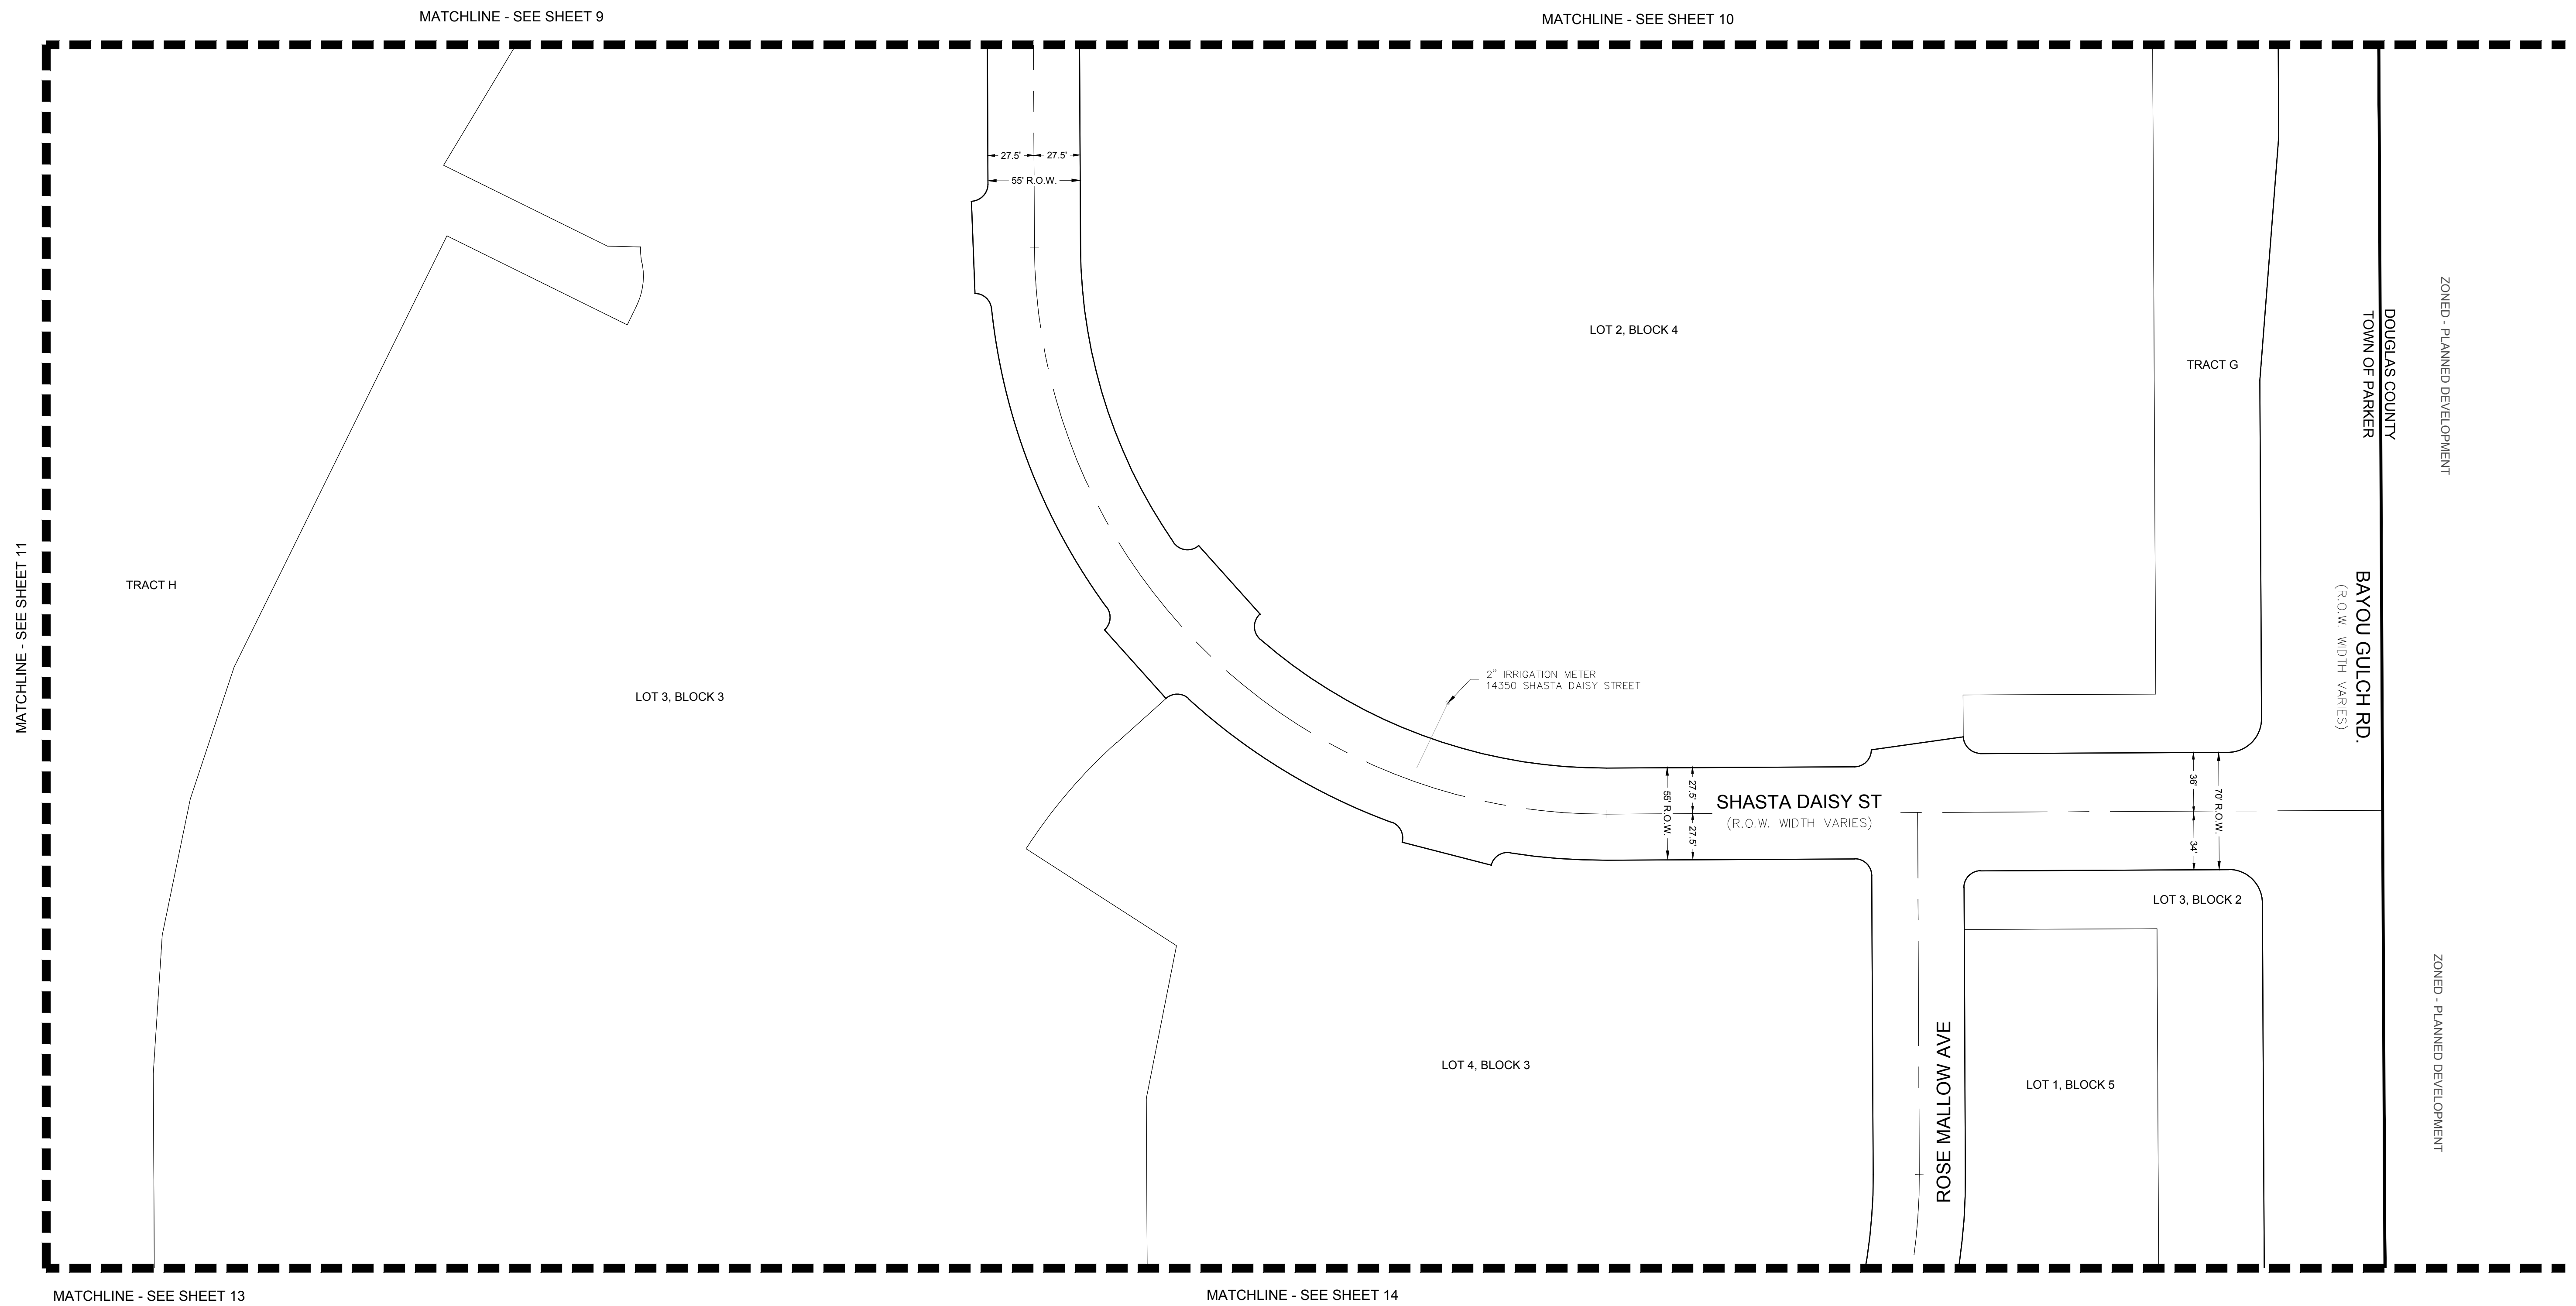 MATCHLINE - SEE SHEET 9
MATCHLINE - SEE SHEET 10
27.5'
27.5'
55' R.O.W.
LOT 2, BLOCK 4
TRACT G
DOUGLAS COUNTY
TOWN OF PARKER
ZONED - PLANNED DEVELOPMENT
MATCHLINE - SEE SHEET 11
TRACT H
LOT 3, BLOCK 3
2" IRRIGATION METER
14350 SHASTA DAISY STREET
BAYOU GULCH RD.
(R.O.W. WIDTH VARIES)
55' R.O.W.
27.5'
27.5'
SHASTA DAISY ST
(R.O.W. WIDTH VARIES)
36'
34'
70' R.O.W.
LOT 3, BLOCK 2
LOT 4, BLOCK 3
ROSE MALLOW AVE
LOT 1, BLOCK 5
ZONED - PLANNED DEVELOPMENT
MATCHLINE - SEE SHEET 13
MATCHLINE - SEE SHEET 14